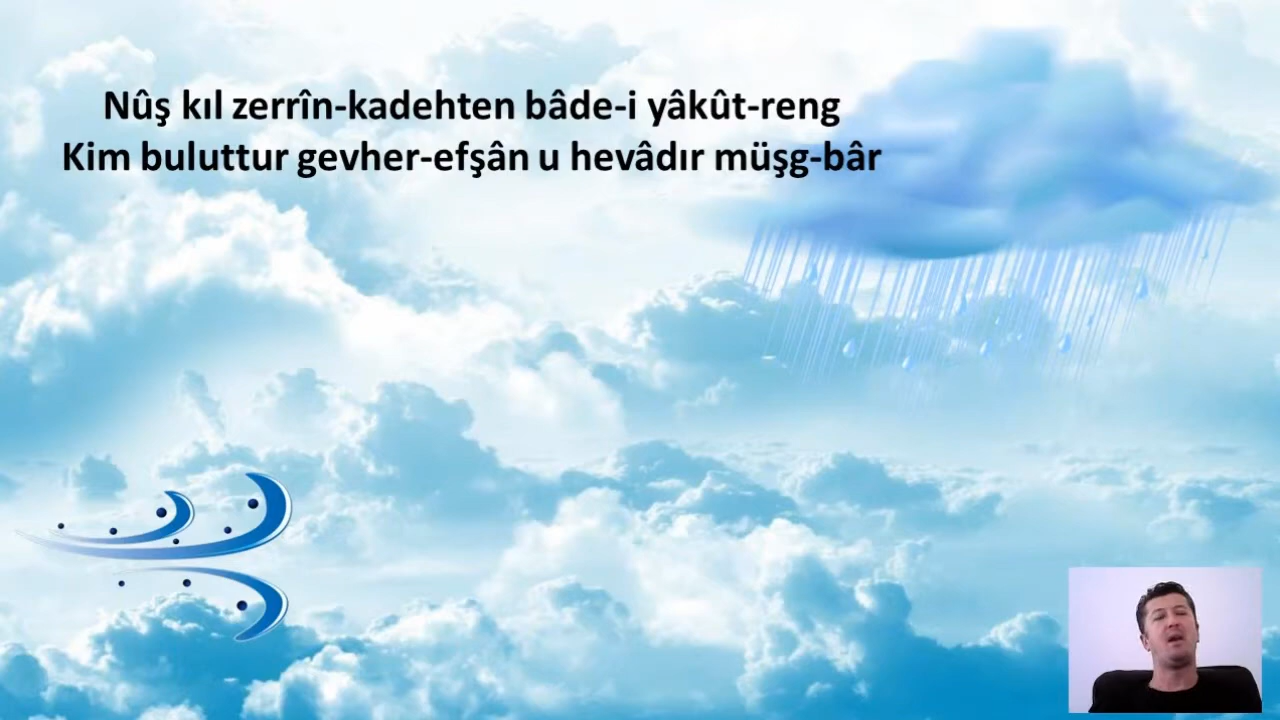 Nûş kıl zerrîn-kadehten bâde-i yâkût-reng
Kim buluttur gevher-efşân u hevâdır müşg-bâr